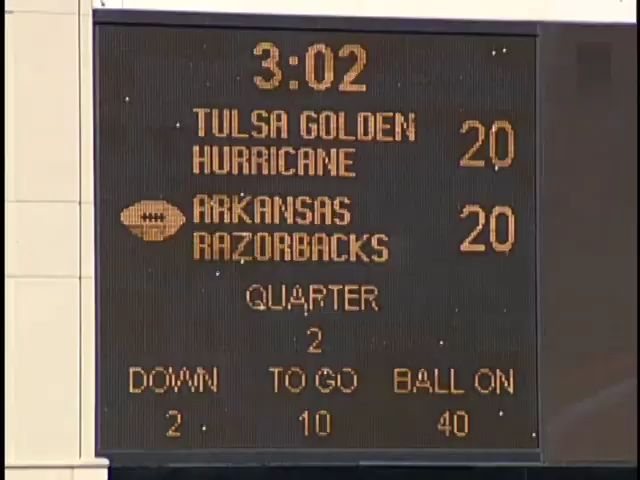 3:02
TULSA GOLDEN
HURRICANE
20
ARKANSAS
RAZORBACKS
20
QUARTER
2
DOWN TO GO BALL ON
2 10 40